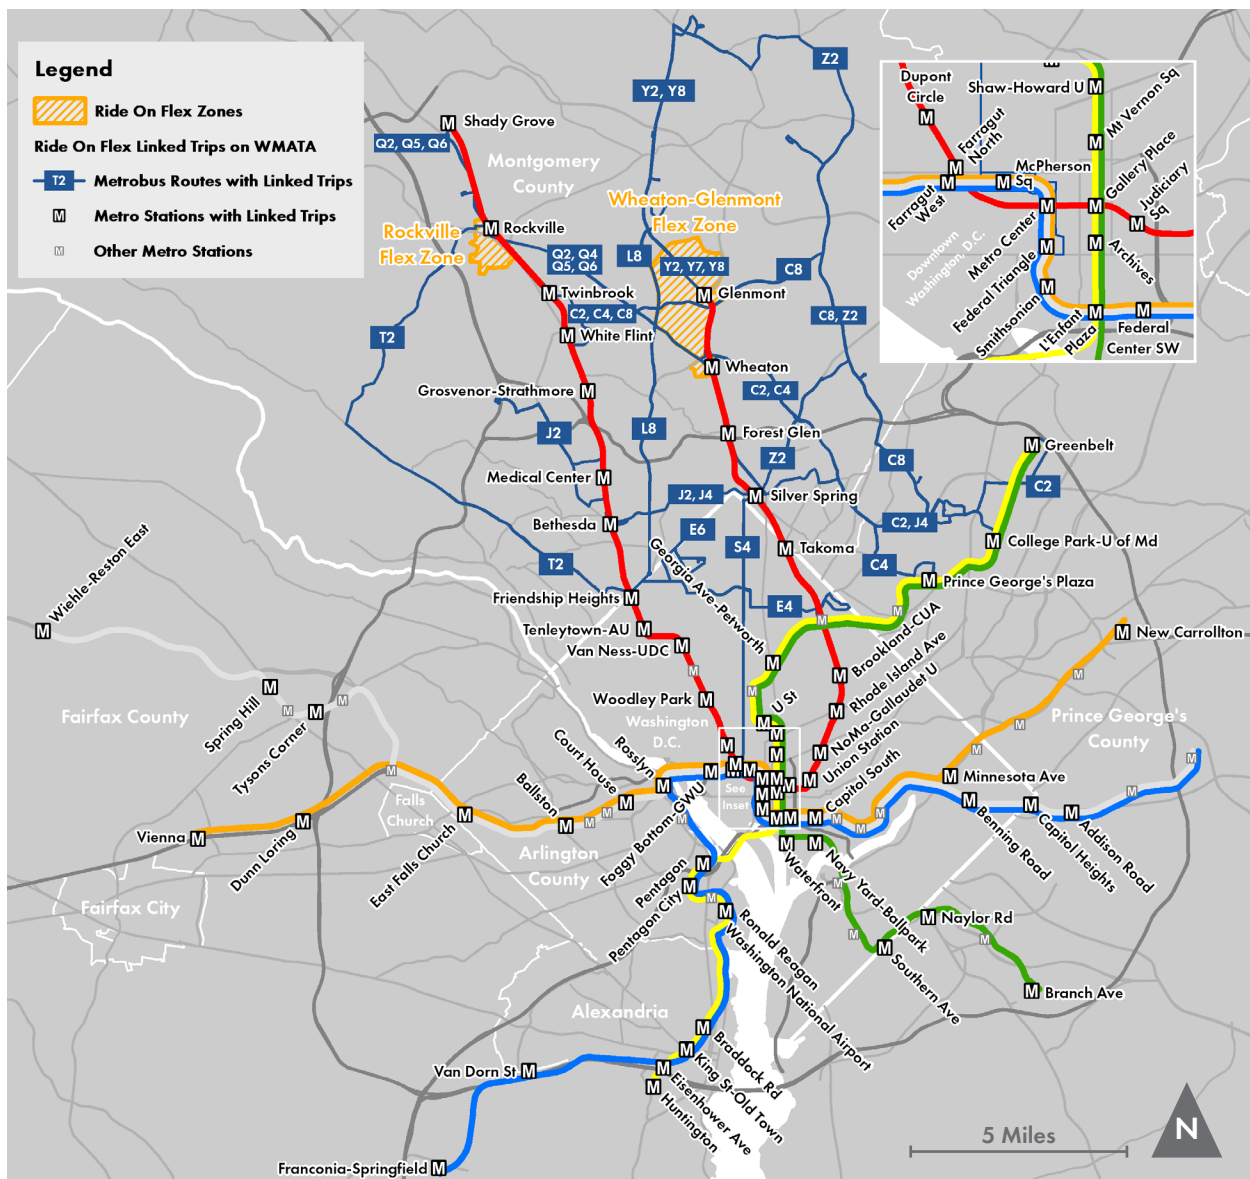 Legend
Ride On Flex Zones
Ride On Flex Linked Trips on WMATA
T2
Metrobus Routes with Linked Trips
M
Metro Stations with Linked Trips
M
Other Metro Stations
Z2
Y2, Y8
Shady Grove
Q2, Q5, Q6
Montgomery
County
Wheaton-Glenmont
Flex Zone
Rockville
Rockville
Flex Zone
Q2, Q4
Q5, Q6
L8
Y2, Y7, Y8
C8
Twinbrook
Glenmont
C2, C4, C8
C8, Z2
T2
White Flint
Wheaton
Grosvenor-Strathmore
C2, C4
J2
L8
Forest Glen
Greenbelt
Z2
C8
Medical Center
C2
J2, J4
Silver Spring
Bethesda
E6
C2, J4
S4
Takoma
College Park-U of Md
T2
C4
Prince George's Plaza
Friendship Heights
E4
Georgia Ave-Petworth
Wiehle-Reston East
Tenleytown-AU
Van Ness-UDC
Brookland-CUA
New Carrollton
Woodley Park
U St
Rhode Island Ave
Fairfax County
Spring Hill
Washington
D.C.
NoMa-Gallaudet U
Prince George's
County
Tysons Corner
Court House
Rosslyn
Union Station
Ballston
See
Inset
Capitol South
Minnesota Ave
Falls
Church
Vienna
Dunn Loring
East Falls Church
Foggy Bottom-GWU
Arlington
County
Benning Road
Capitol Heights
Addison Road
Pentagon
Waterfront
Navy Yard-Ballpark
Fairfax City
Pentagon City
Ronald Reagan
Washington National Airport
Naylor Rd
Southern Ave
Branch Ave
Alexandria
Braddock Rd
King St-Old Town
Van Dorn St
Eisenhower Ave
Huntington
Franconia-Springfield
5 Miles
N
Dupont
Circle
Shaw-Howard U
Mt Vernon Sq
Farragut
North
McPherson
Sq
Gallery Place
Judiciary
Sq
Farragut
West
Metro Center
Archives
Downtown
Washington, D.C.
Federal Triangle
Smithsonian
L'Enfant
Plaza
Federal
Center SW